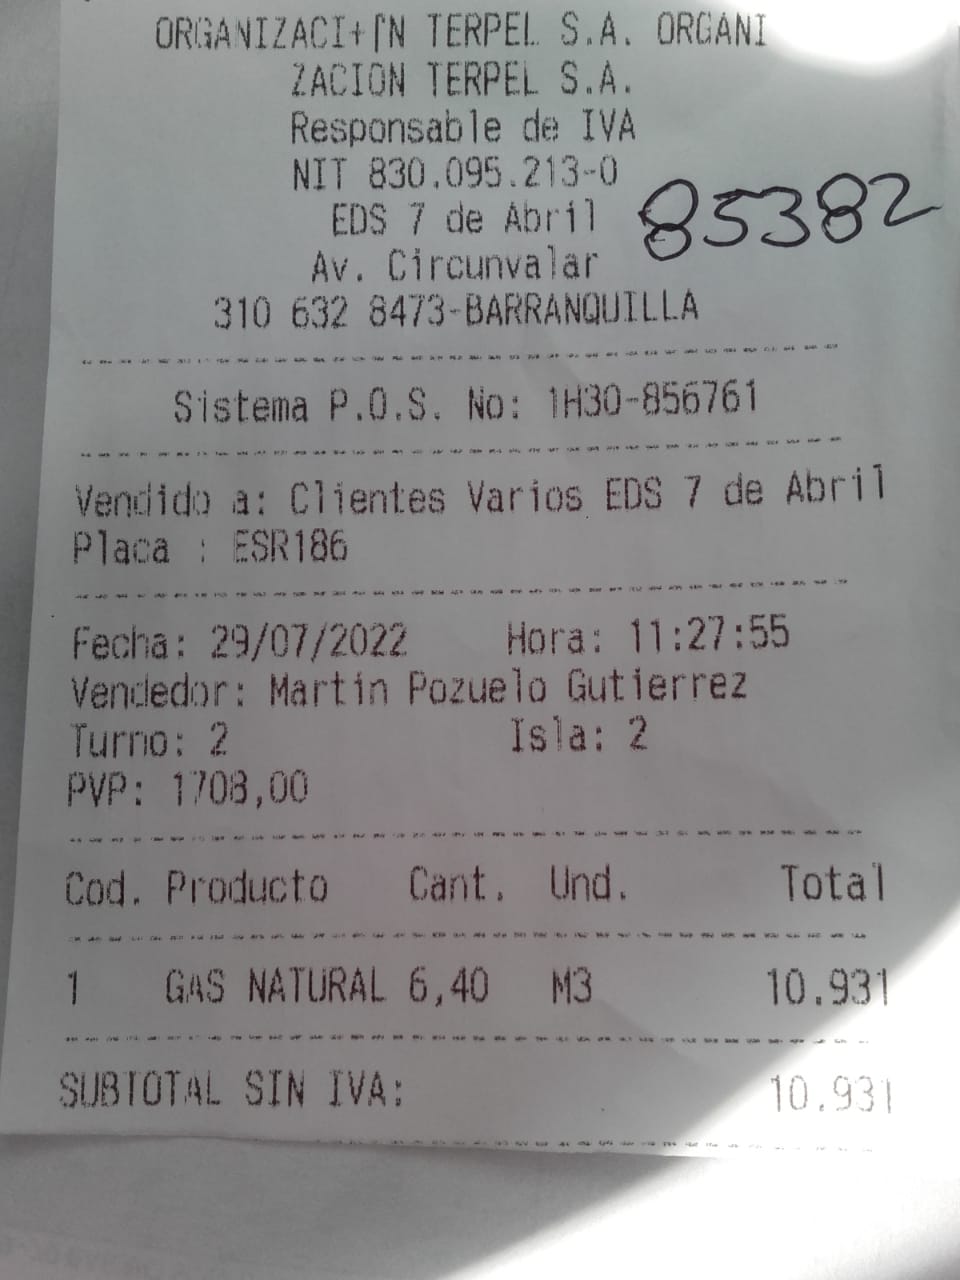 ORGANIZACI+⌠N TERPEL S.A. ORGANI
ZACION TERPEL S.A.
Responsable de IVA
NIT 830.095.213-0
EDS 7 de Abril
85382
Av. Circunvalar
310 632 8473-BARRANQUILLA
Sistema P.O.S. No: 1H30-856761
Vendido a: Clientes Varios EDS 7 de Abril
Placa : ESR186
Fecha: 29/07/2022 Hora: 11:27:55
Vendedor: Martin Pozuelo Gutierrez
Turno: 2 Isla: 2
PVP: 1708,00
Cod. Producto Cant. Und. Total
1 GAS NATURAL 6,40 M3 10.931
SUBTOTAL SIN IVA: 10.931